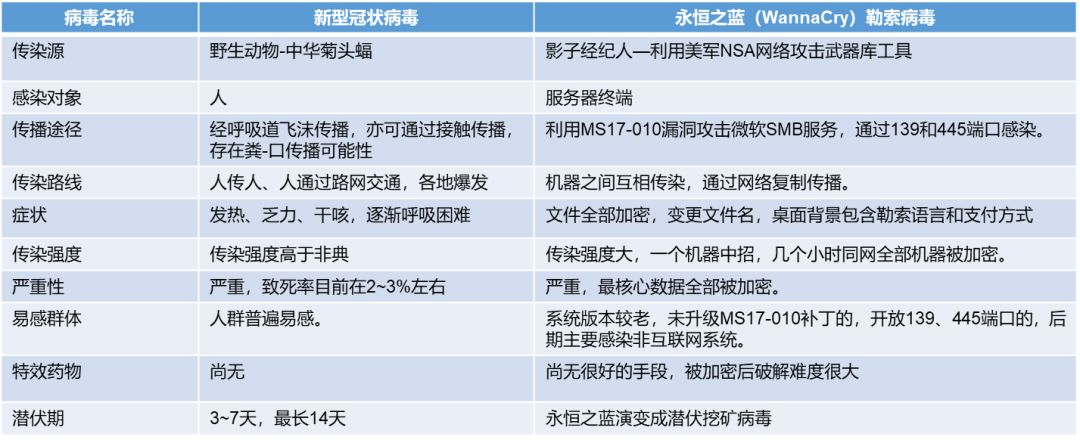 病毒名称 新型冠状病毒 永恒之蓝（WannaCry）勒索病毒
传染源 野生动物-中华菊头蝠 影子经纪人—利用美军NSA网络攻击武器库工具
感染对象 人 服务器终端
传播途径 经呼吸道飞沫传播，亦可通过接触传播，
存在粪-口传播可能性 利用MS17-010漏洞攻击微软SMB服务，通过139和445端口感染。
传染路线 人传人、人通过路网交通，各地爆发 机器之间互相传染，通过网络复制传播。
症状 发热、乏力、干咳，逐渐呼吸困难 文件全部加密，变更文件名，桌面背景包含勒索语言和支付方式
传染强度 传染强度高于非典 传染强度大，一个机器中招，几个小时同网全部机器被加密。
严重性 严重，致死率目前在2~3%左右 严重，最核心数据全部被加密。
易感群体 人群普遍易感。 系统版本较老，未升级MS17-010补丁的，开放139、445端口的，后
期主要感染非互联网系统。
特效药物 尚无 尚无很好的手段，被加密后破解难度很大
潜伏期 3~7天，最长14天 永恒之蓝演变成潜伏挖矿病毒